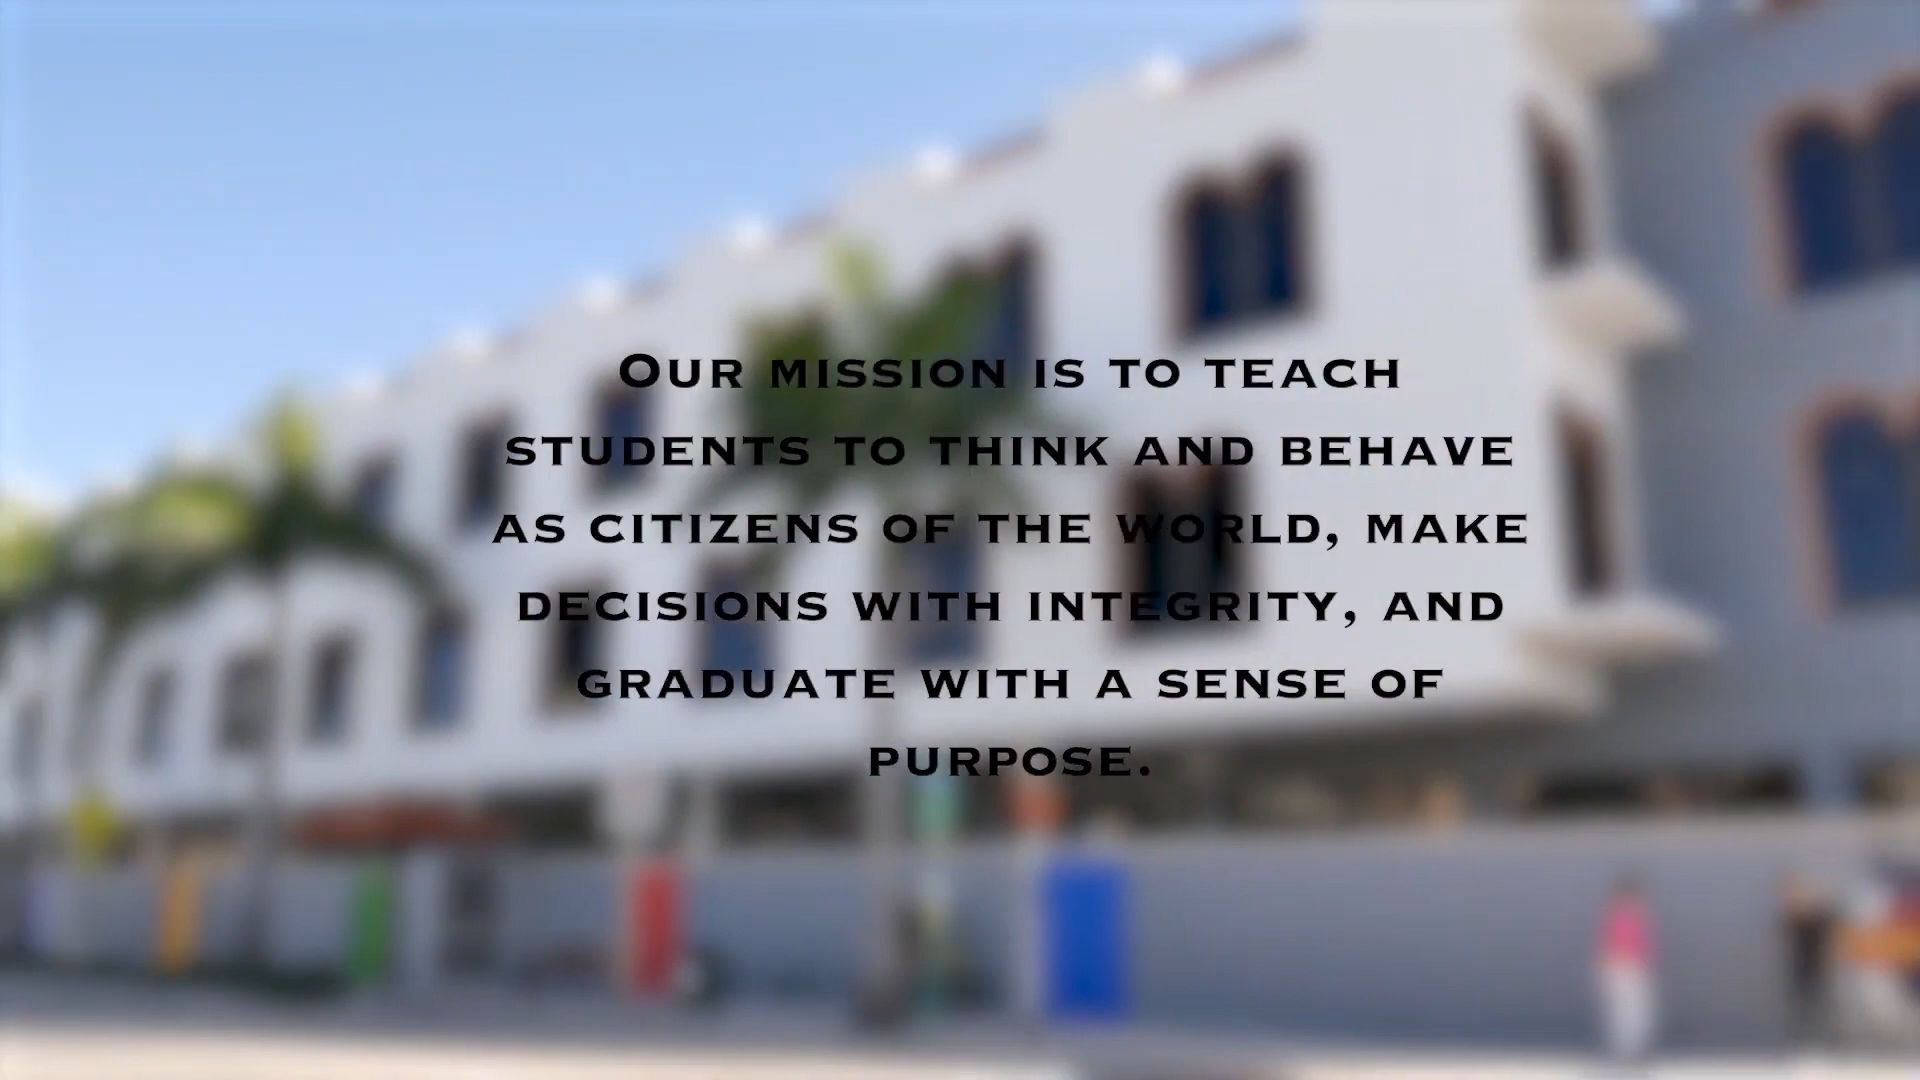 Our mission is to teach
students to think and behave
as citizens of the world, make
decisions with integrity, and
graduate with a sense of
purpose.